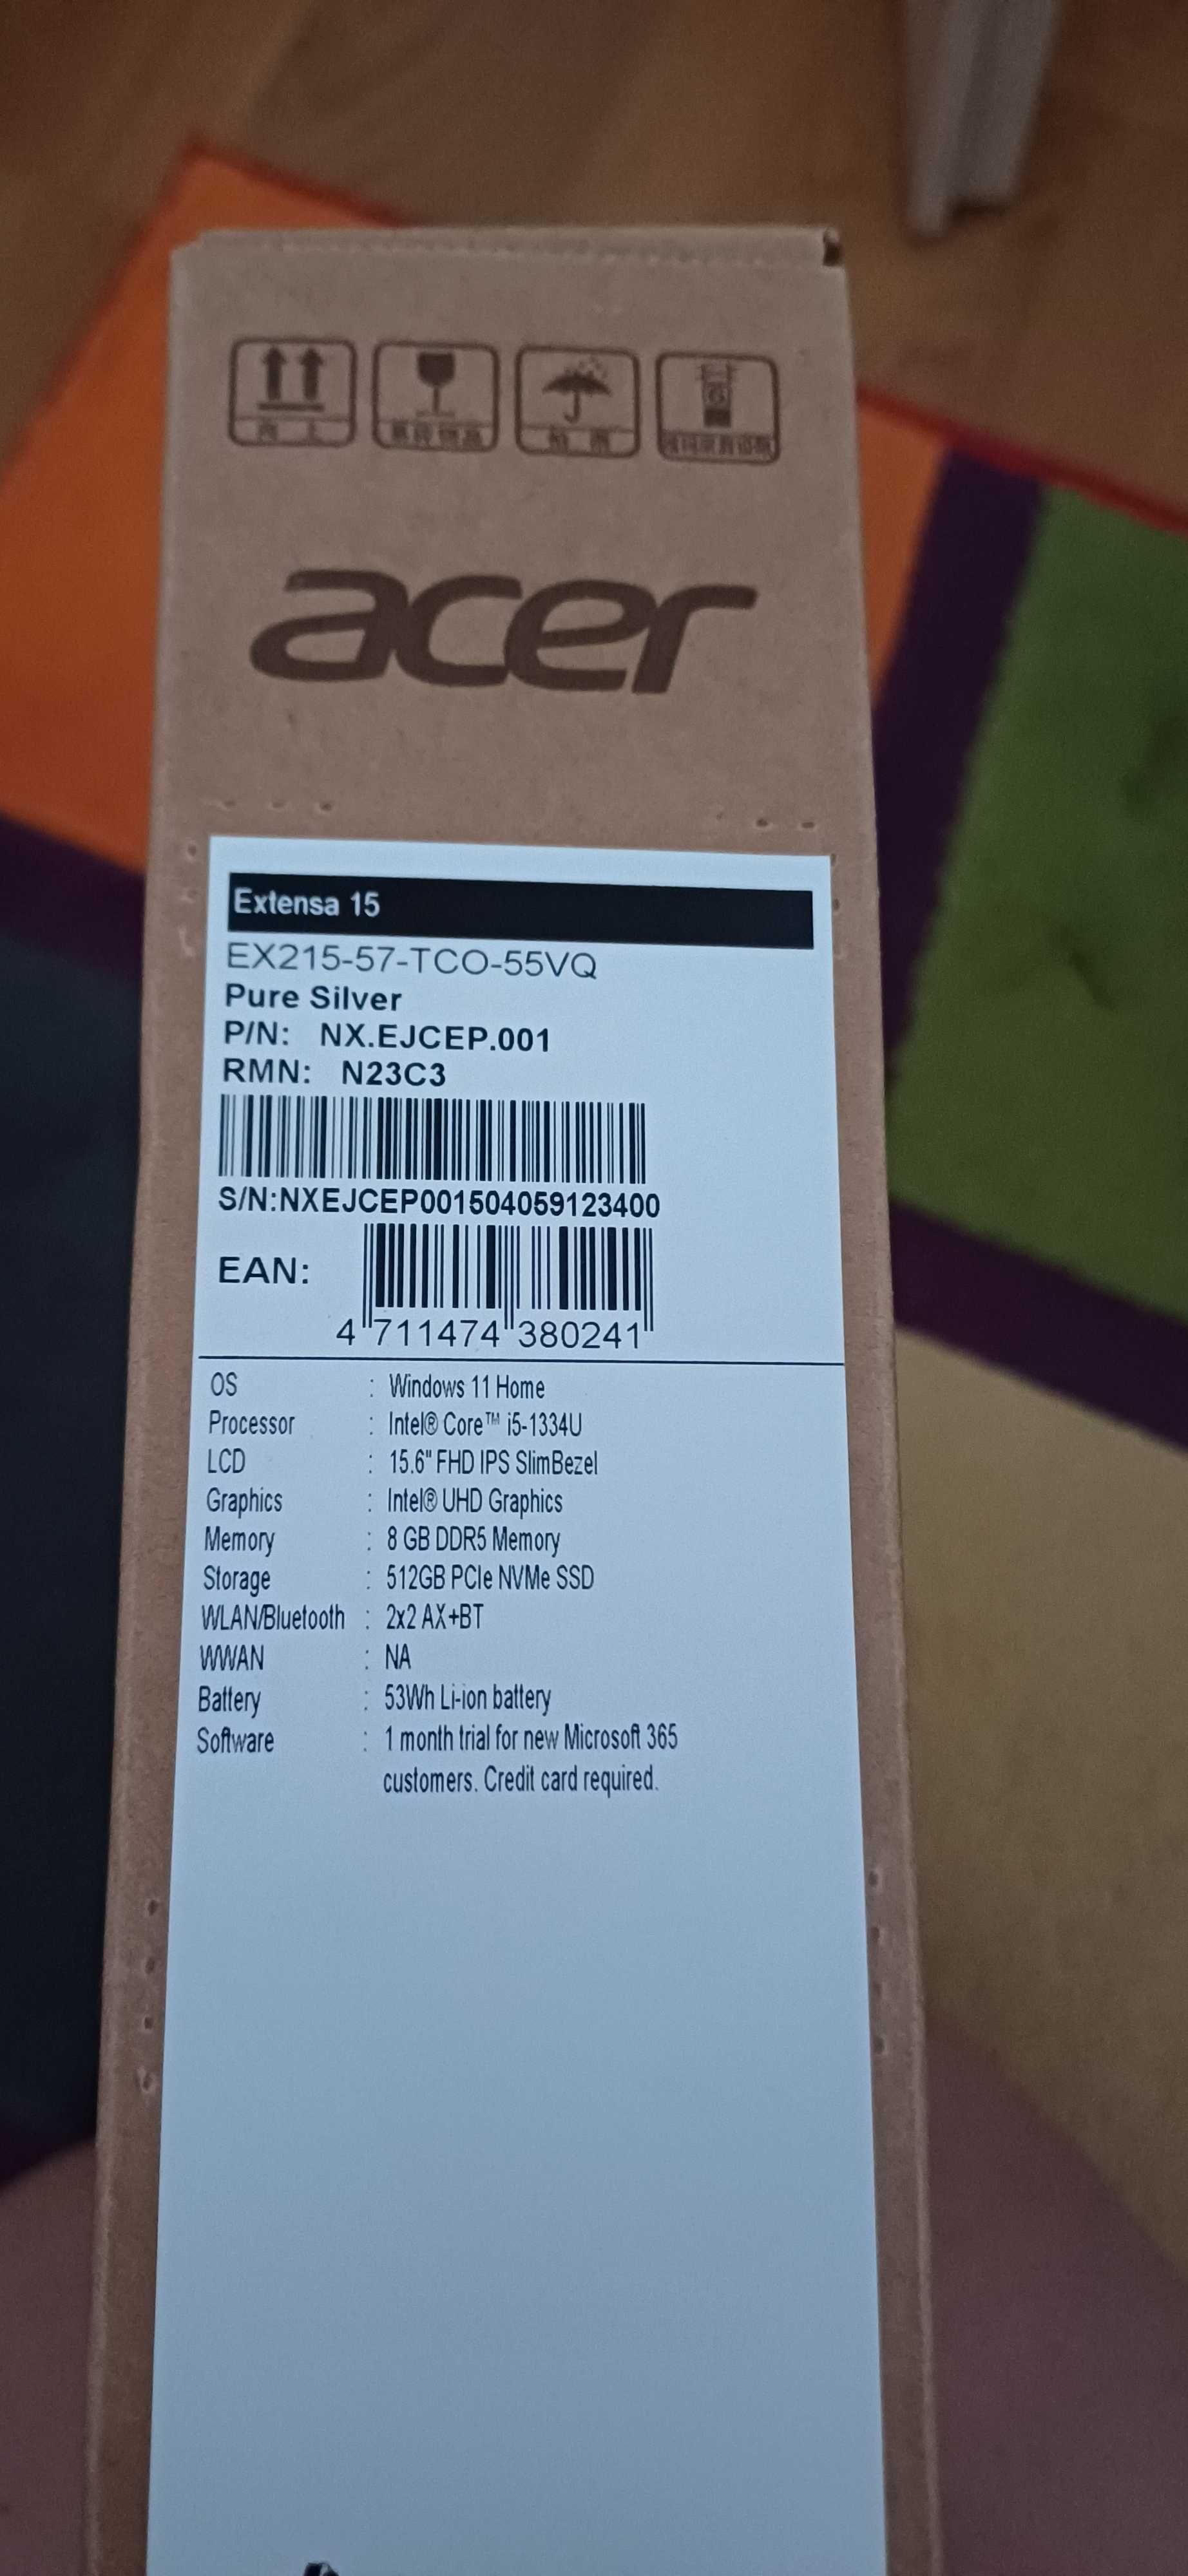 向 上
acer
Extensa 15
EX215-57-TCO-55VQ
Pure Silver
P/N: NX.EJCEP.001
RMN: N23C3
S/N:NXEJCEP001504059123400
EAN:
4 711474 380241
OS : Windows 11 Home
Processor : Intel® Core™ i5-1334U
LCD : 15.6" FHD IPS SlimBezel
Graphics : Intel® UHD Graphics
Memory : 8 GB DDR5 Memory
Storage : 512GB PCIe NVMe SSD
WLAN/Bluetooth : 2x2 AX+BT
WWAN : NA
Battery : 53Wh Li-ion battery
Software : 1 month trial for new Microsoft 365
customers. Credit card required.